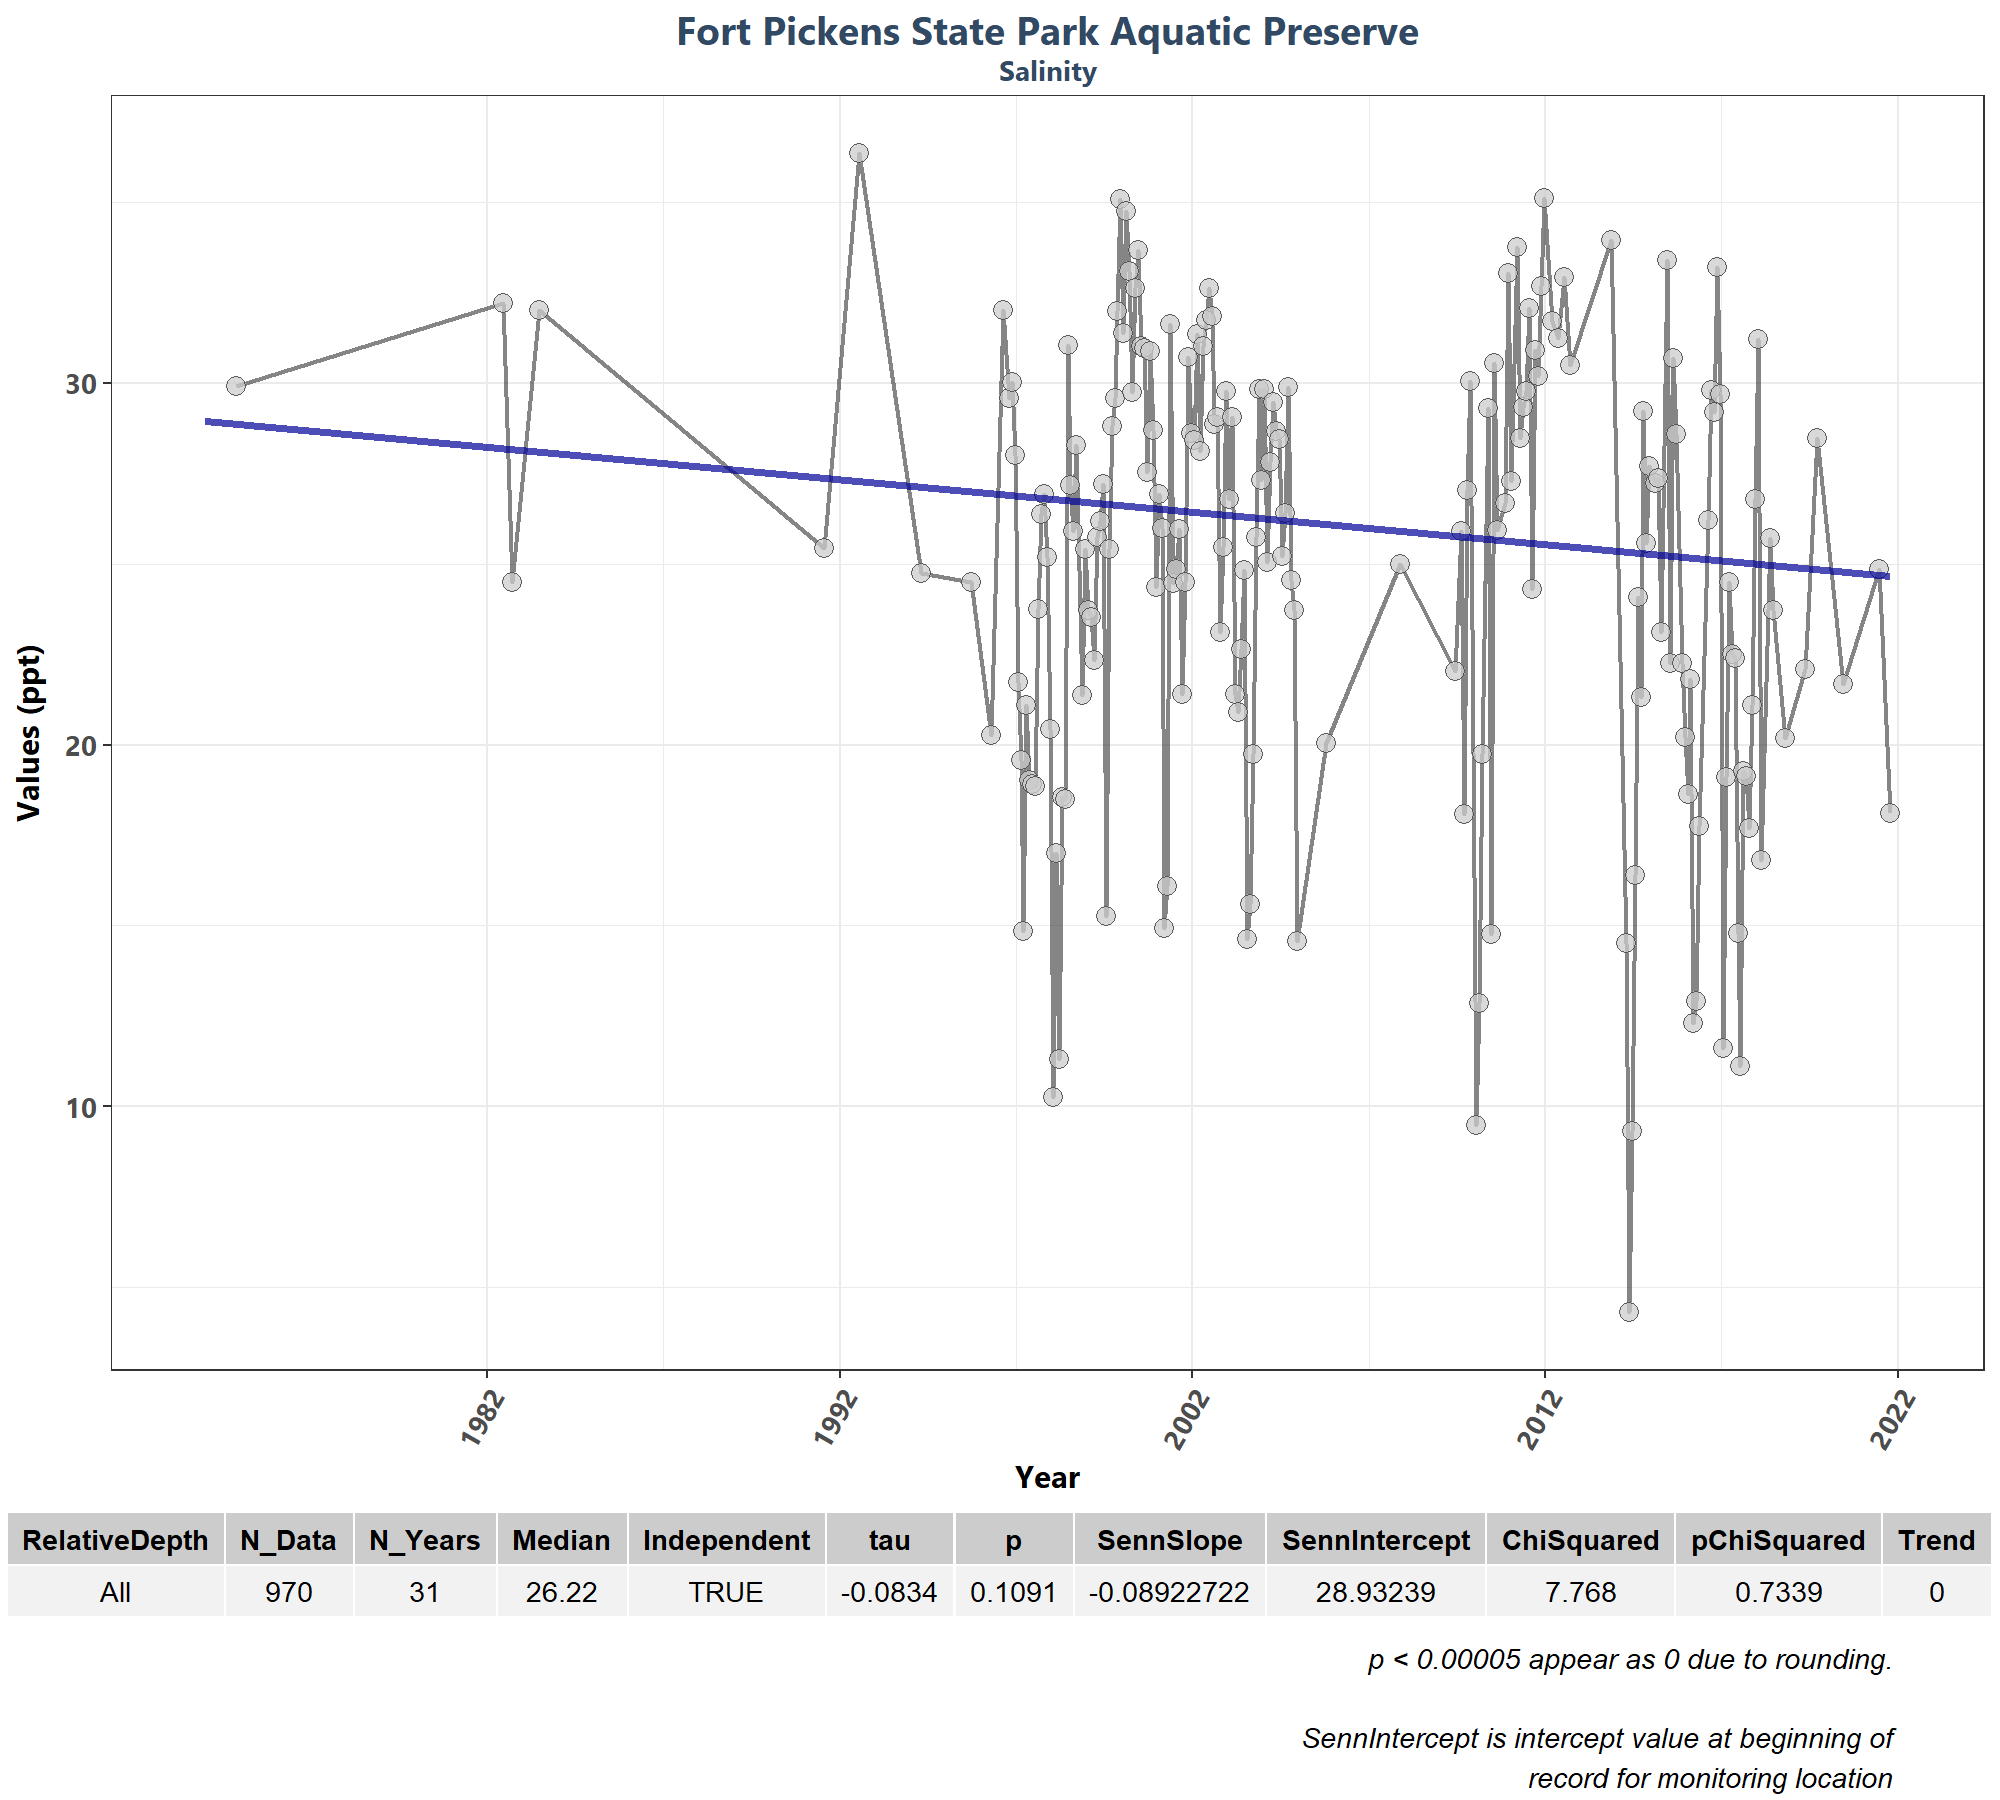 Fort Pickens State Park Aquatic Preserve
Salinity
Values (ppt)
30
20
10
1982 1992 2002 2012 2022
Year
RelativeDepth N_Data N_Years Median Independent tau p SennSlope SennIntercept ChiSquared pChiSquared Trend
All 970 31 26.22 TRUE -0.0834 0.1091 -0.08922722 28.93239 7.768 0.7339 0
p < 0.00005 appear as 0 due to rounding.
SennIntercept is intercept value at beginning of
record for monitoring location